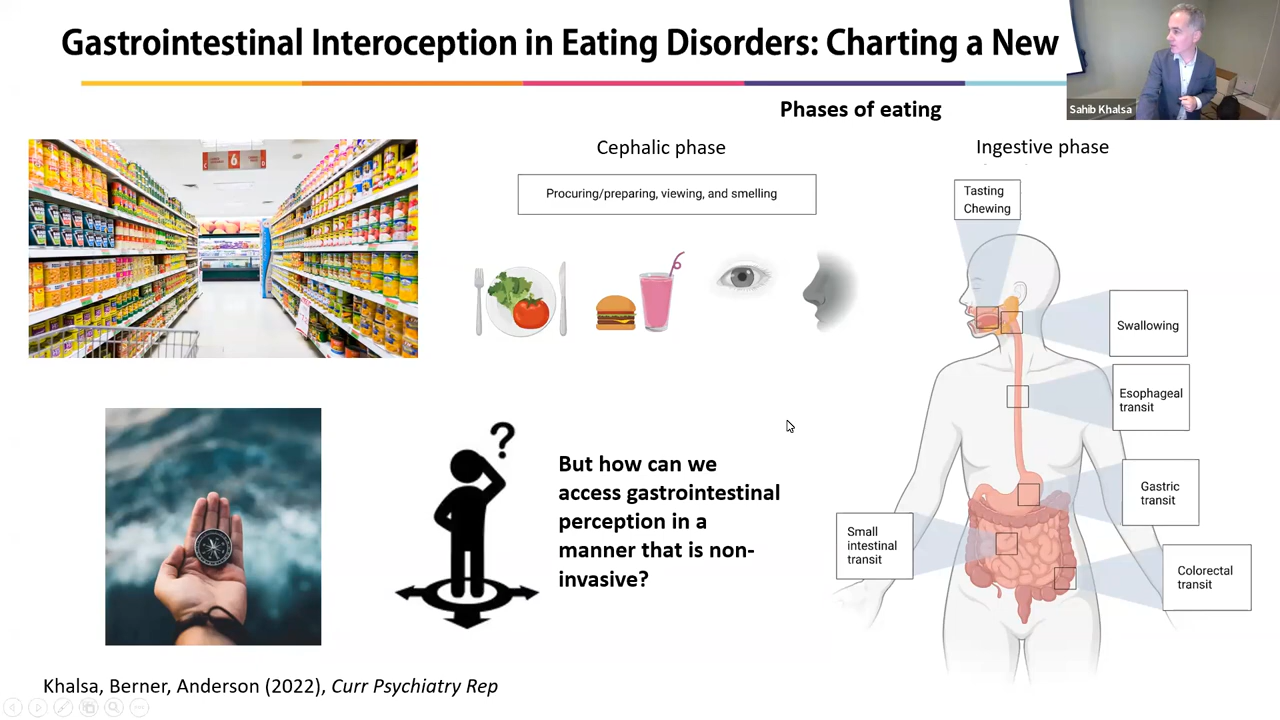 Gastrointestinal Interoception in Eating Disorders: Charting a New
Sahib Khalsa
Phases of eating
Cephalic phase
Ingestive phase
Procuring/preparing, viewing, and smelling
6
Tasting
Chewing
Swallowing
Esophageal
transit
Gastric
transit
Small
intestinal
transit
Colorectal
transit
But how can we
access gastrointestinal
perception in a
manner that is non-
invasive?
?
Khalsa, Berner, Anderson (2022), Curr Psychiatry Rep